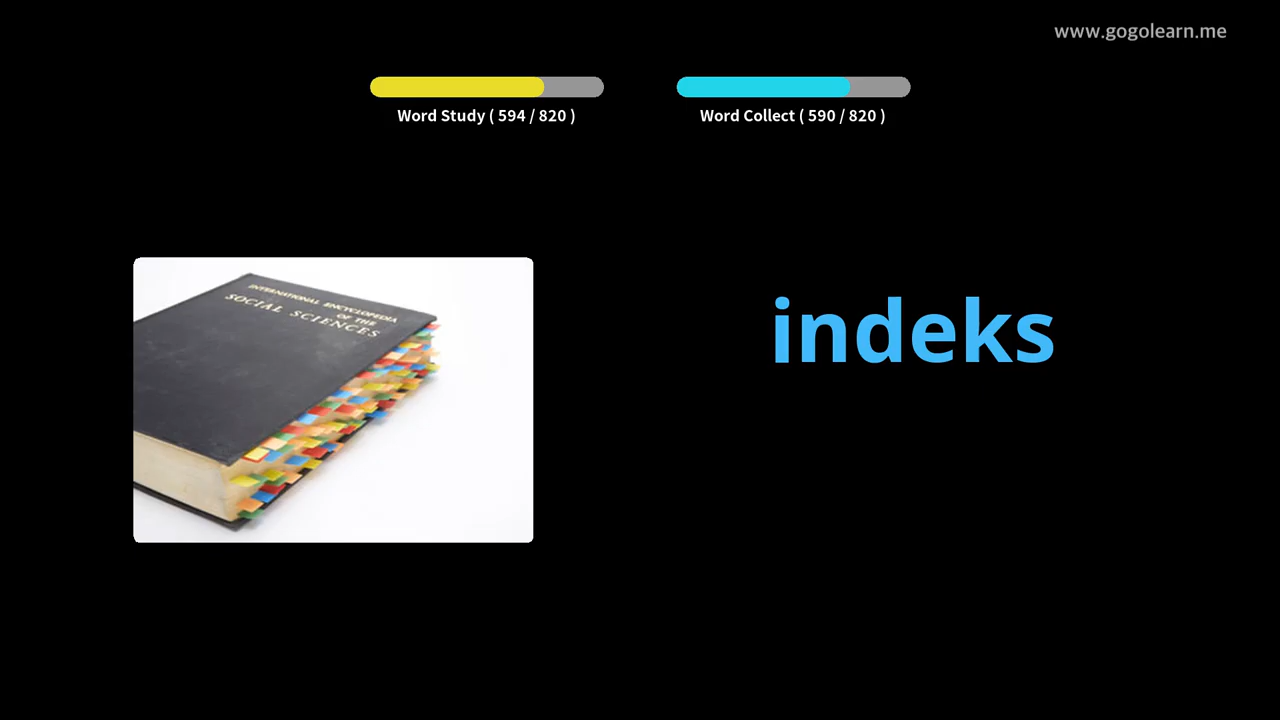 www.gogolearn.me
Word Study ( 594 / 820 )
Word Collect ( 590 / 820 )
INTERNATIONAL ENCYCLOPEDIA
OF THE
SOCIAL SCIENCES
indeks